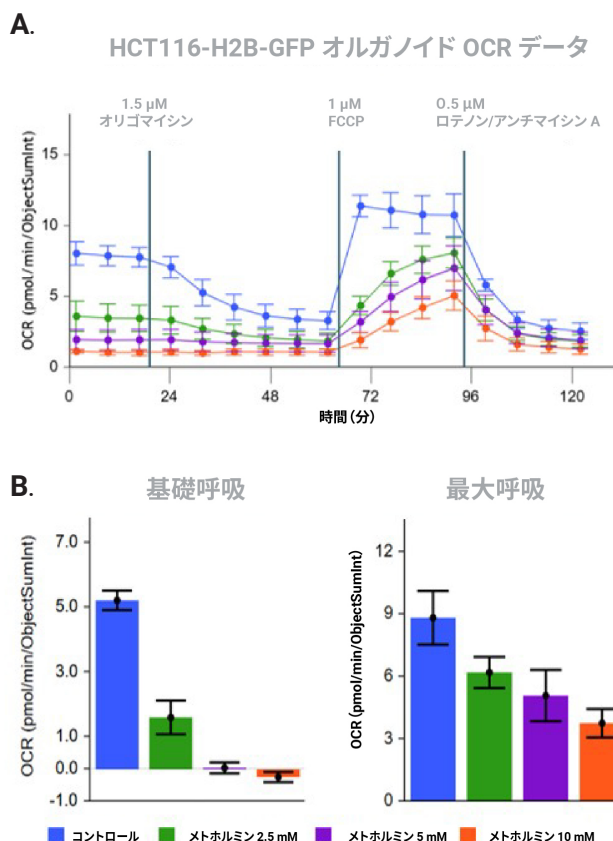 A.
HCT116-H2B-GFP オルガノイド OCR データ
1.5 µM
オリゴマイシン
1 µM
FCCP
0.5 µM
ロテノン/アンチマイシン A
OCR (pmol/min/ObjectSumInt)
15
10
5
0
0 24 48 72 96 120
時間(分)
B.
基礎呼吸
OCR (pmol/min/ObjectSumInt)
7.0
5.0
3.0
1.0
0.0
-1.0
最大呼吸
OCR (pmol/min/ObjectSumInt)
12
9
6
3
0
コントロール メトホルミン 2.5 mM メトホルミン 5 mM メトホルミン 10 mM